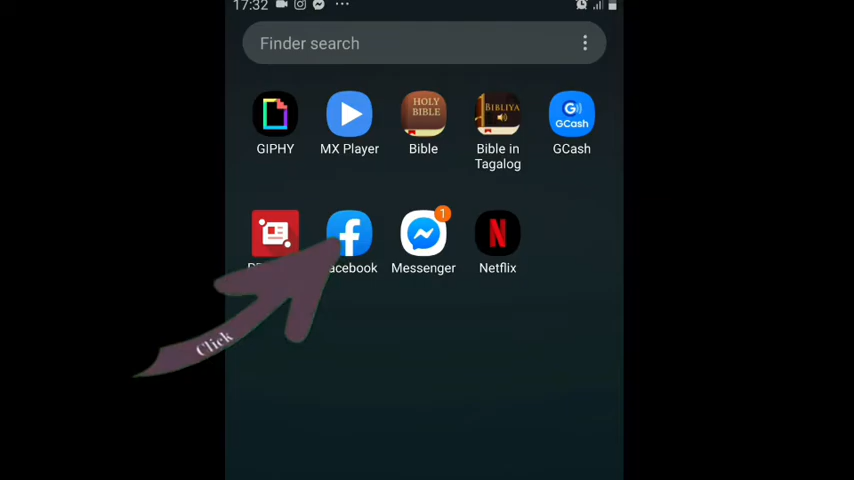 17:32
Finder search
HOLY
BIBLE
BIBLIYA
G
GCash
GIPHY
MX Player
Bible
Bible in
Tagalog
GCash
1
N
acebook
Messenger
Netflix
Click